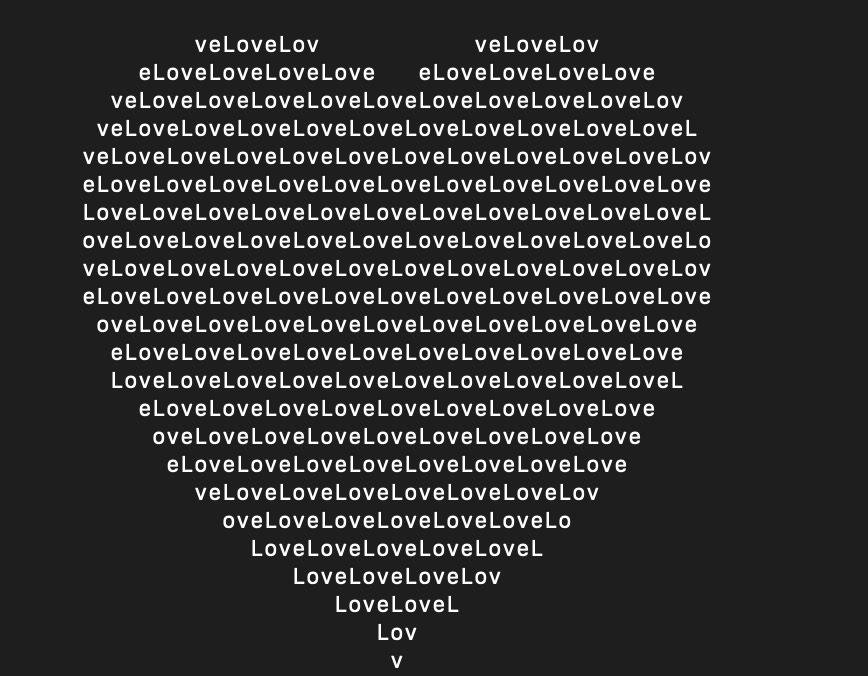 veLoveLov veLoveLov
eLoveLoveLoveLove eLoveLoveLoveLove
veLoveLoveLoveLoveLoveLoveLoveLoveLoveLov
veLoveLoveLoveLoveLoveLoveLoveLoveLoveLoveL
veLoveLoveLoveLoveLoveLoveLoveLoveLoveLoveLov
eLoveLoveLoveLoveLoveLoveLoveLoveLoveLoveLove
LoveLoveLoveLoveLoveLoveLoveLoveLoveLoveLoveL
oveLoveLoveLoveLoveLoveLoveLoveLoveLoveLoveLo
veLoveLoveLoveLoveLoveLoveLoveLoveLoveLoveLov
eLoveLoveLoveLoveLoveLoveLoveLoveLoveLoveLove
oveLoveLoveLoveLoveLoveLoveLoveLoveLoveLove
eLoveLoveLoveLoveLoveLoveLoveLoveLoveLove
LoveLoveLoveLoveLoveLoveLoveLoveLoveLoveL
eLoveLoveLoveLoveLoveLoveLoveLoveLove
oveLoveLoveLoveLoveLoveLoveLoveLove
eLoveLoveLoveLoveLoveLoveLoveLove
veLoveLoveLoveLoveLoveLoveLov
oveLoveLoveLoveLoveLoveLo
LoveLoveLoveLoveLoveL
LoveLoveLoveLov
LoveLoveL
Lov
v